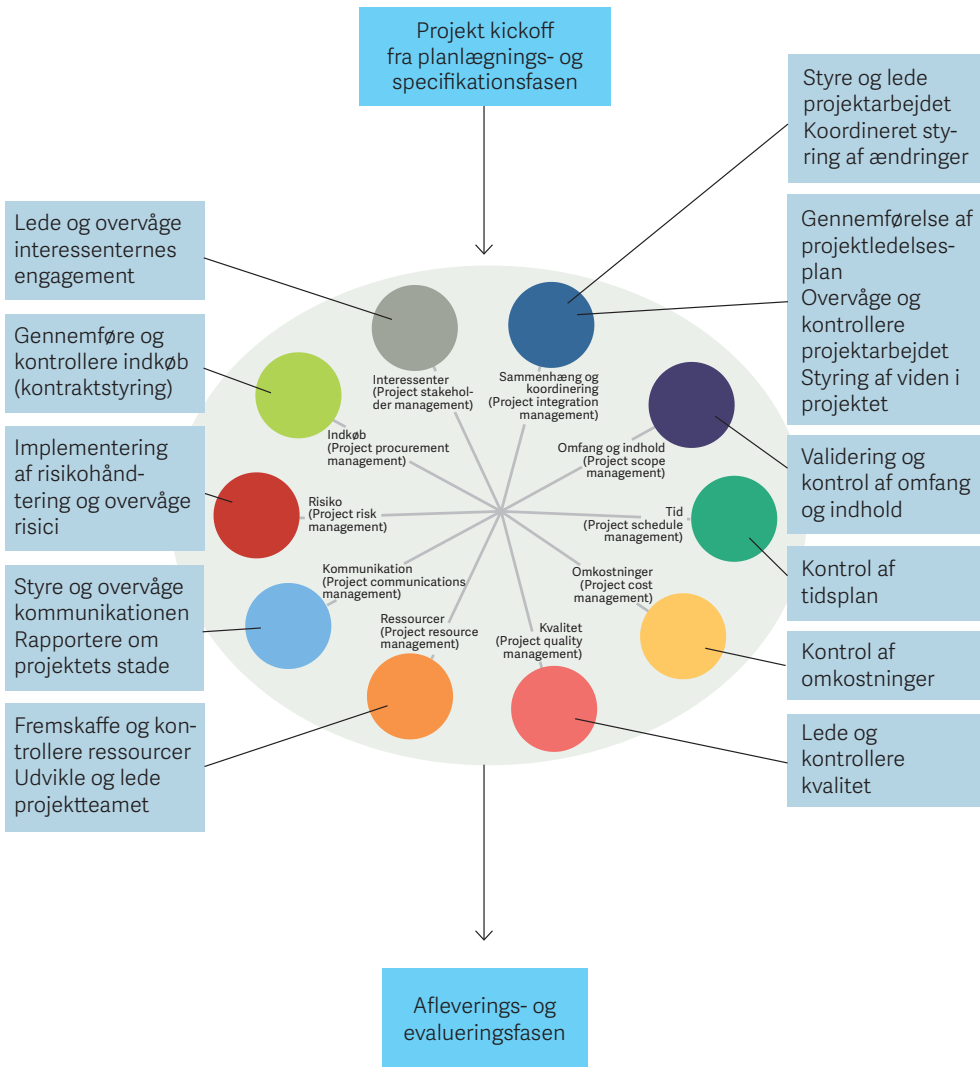 Projekt kickoff
fra planlægnings- og
specifikationsfasen
Styre og lede
projektarbejdet
Koordineret sty-
ring af ændringer
Lede og overvåge
interessenternes
engagement
Gennemførelse af
projektledelses-
plan
Overvåge og
kontrollere
projektarbejdet
Styring af viden i
projektet
Gennemføre og
kontrollere indkøb
(kontraktstyring)
Implementering
af risikohånd-
tering og overvåge
risici
Validering og
kontrol af omfang
og indhold
Styre og overvåge
kommunikationen
Rapportere om
projektets stade
Kontrol af
tidsplan
Kontrol af
omkostninger
Fremskaffe og kon-
trollere ressourcer
Udvikle og lede
projektteamet
Lede og
kontrollere
kvalitet
Interessenter
(Project stakehol-
der management)
Sammenhæng og
koordinering
(Project integration
management)
Indkøb
(Project procurement
management)
Omfang og indhold
(Project scope
management)
Risiko
(Project risk
management)
Tid
(Project schedule
management)
Kommunikation
(Project communications
management)
Omkostninger
(Project cost
management)
Ressourcer
(Project resource
management)
Kvalitet
(Project quality
management)
Afleverings- og
evalueringsfasen